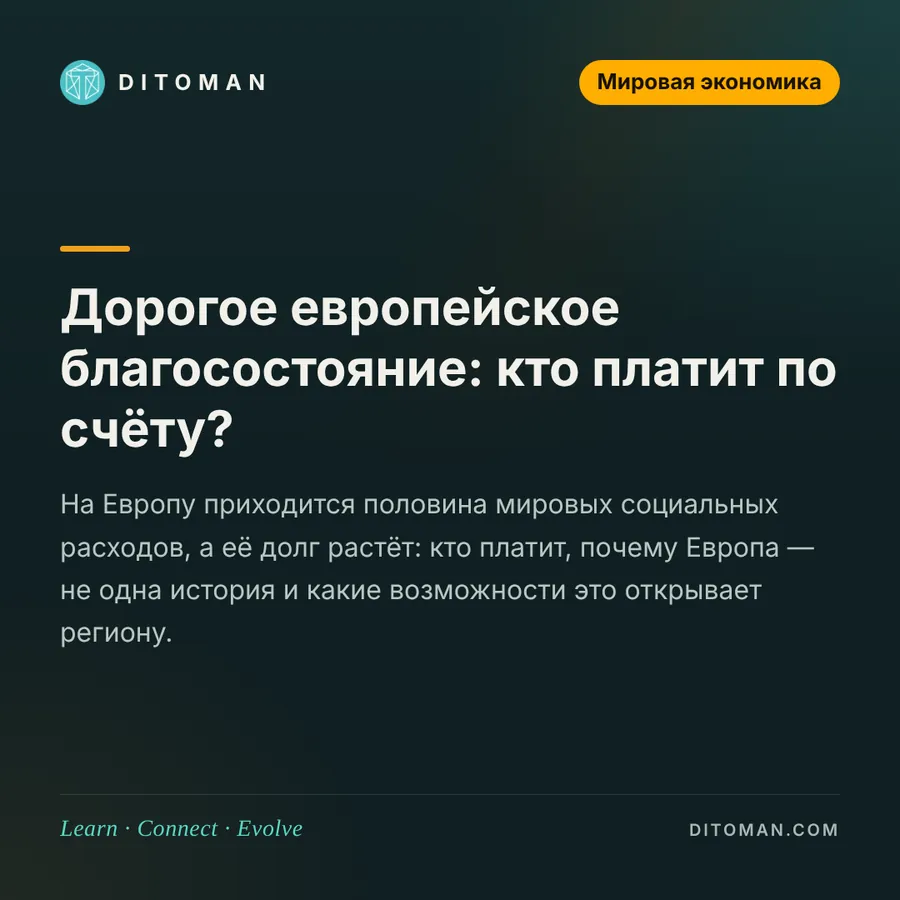 DITOMAN
Мировая экономика
Дорогое европейское
благосостояние: кто платит по
счёту?
На Европу приходится половина мировых социальных
расходов, а её долг растёт: кто платит, почему Европа —
не одна история и какие возможности это открывает
региону.
Learn · Connect · Evolve
DITOMAN.COM